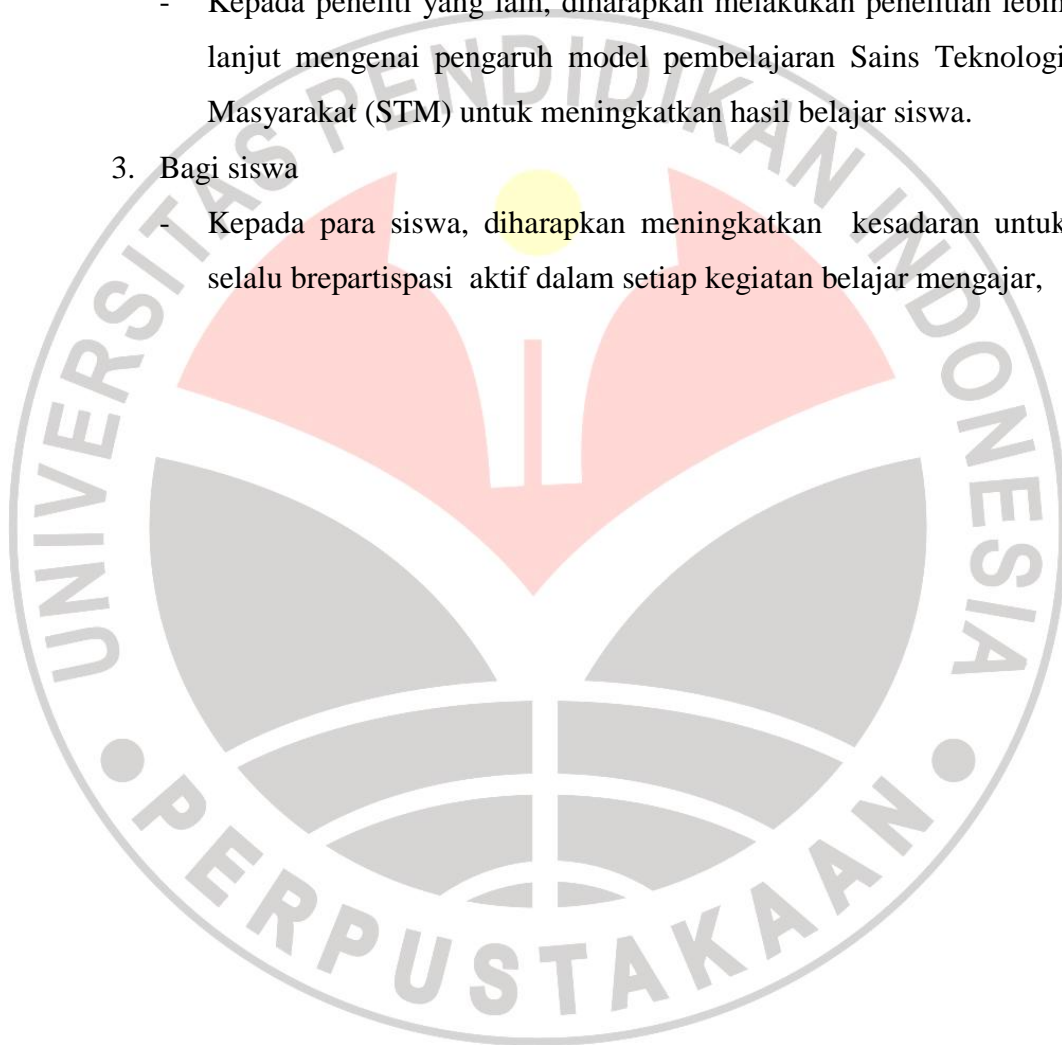 - Kepada peneliti yang lain, diharapkan melakukan penelitian lebih
lanjut mengenai pengaruh model pembelajaran Sains Teknologi
Masyarakat (STM) untuk meningkatkan hasil belajar siswa.
3. Bagi siswa
- Kepada para siswa, diharapkan meningkatkan kesadaran untuk
selalu brepartispasi aktif dalam setiap kegiatan belajar mengajar,
UNIVERSITAS PENDIDIKAN INDONESIA
PERPUSTAKAAN